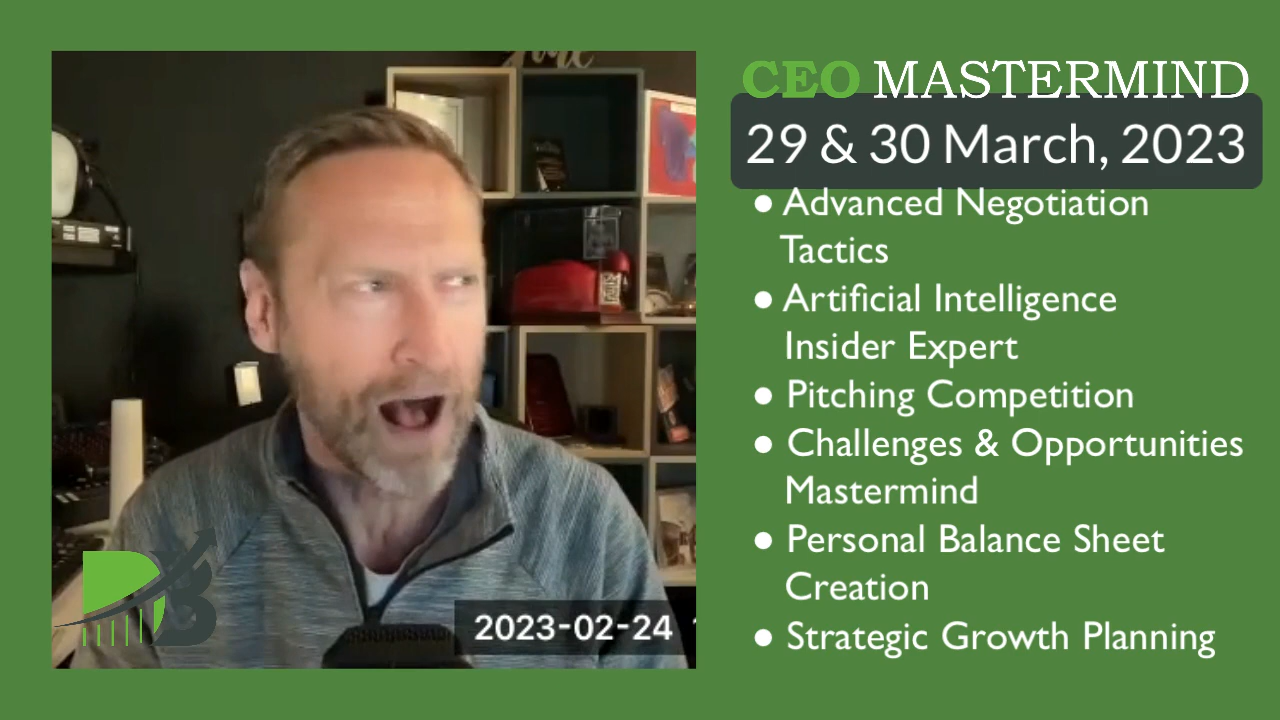 CEO MASTERMIND
29 & 30 March, 2023
● Advanced Negotiation
Tactics
● Artificial Intelligence
Insider Expert
● Pitching Competition
● Challenges & Opportunities
Mastermind
● Personal Balance Sheet
Creation
● Strategic Growth Planning
2023-02-24